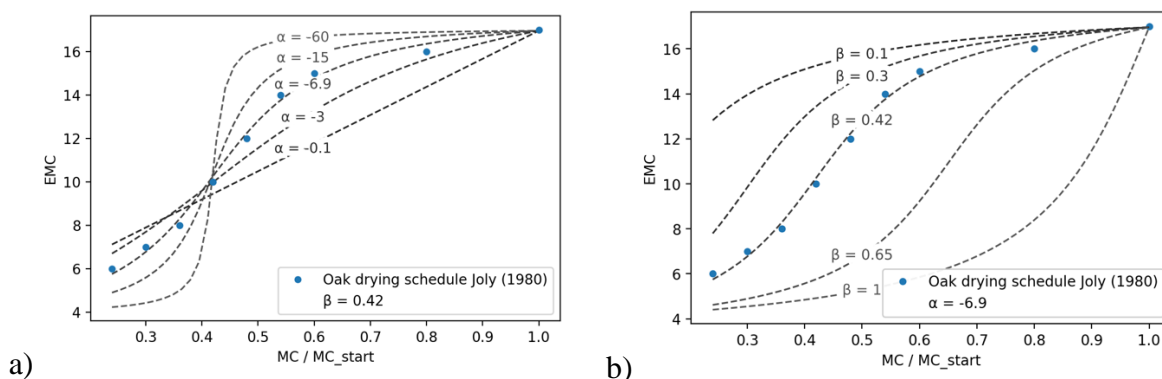 EMC
16
14
12
10
8
6
4
α = -60
α = -15
α = -6.9
α = -3
α = -0.1
Oak drying schedule Joly (1980)
β = 0.42
0.3 0.4 0.5 0.6 0.7 0.8 0.9 1.0
MC / MC_start
a)
EMC
16
14
12
10
8
6
4
β = 0.1
β = 0.3
β = 0.42
β = 0.65
β = 1
Oak drying schedule Joly (1980)
α = -6.9
0.3 0.4 0.5 0.6 0.7 0.8 0.9 1.0
MC / MC_start
b)